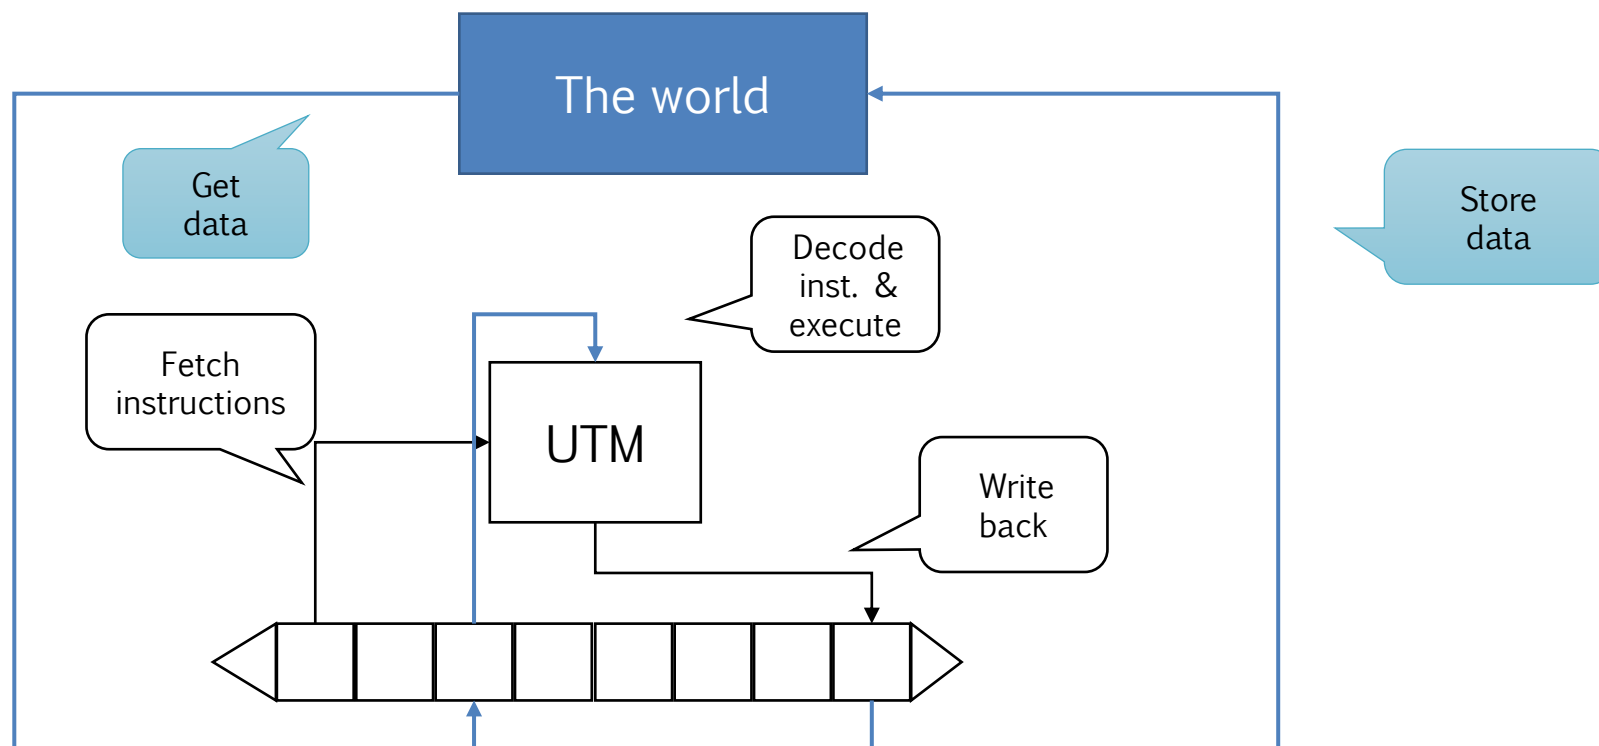 The world
Get
data
Store
data
Decode
inst. &
execute
Fetch
instructions
UTM
Write
back